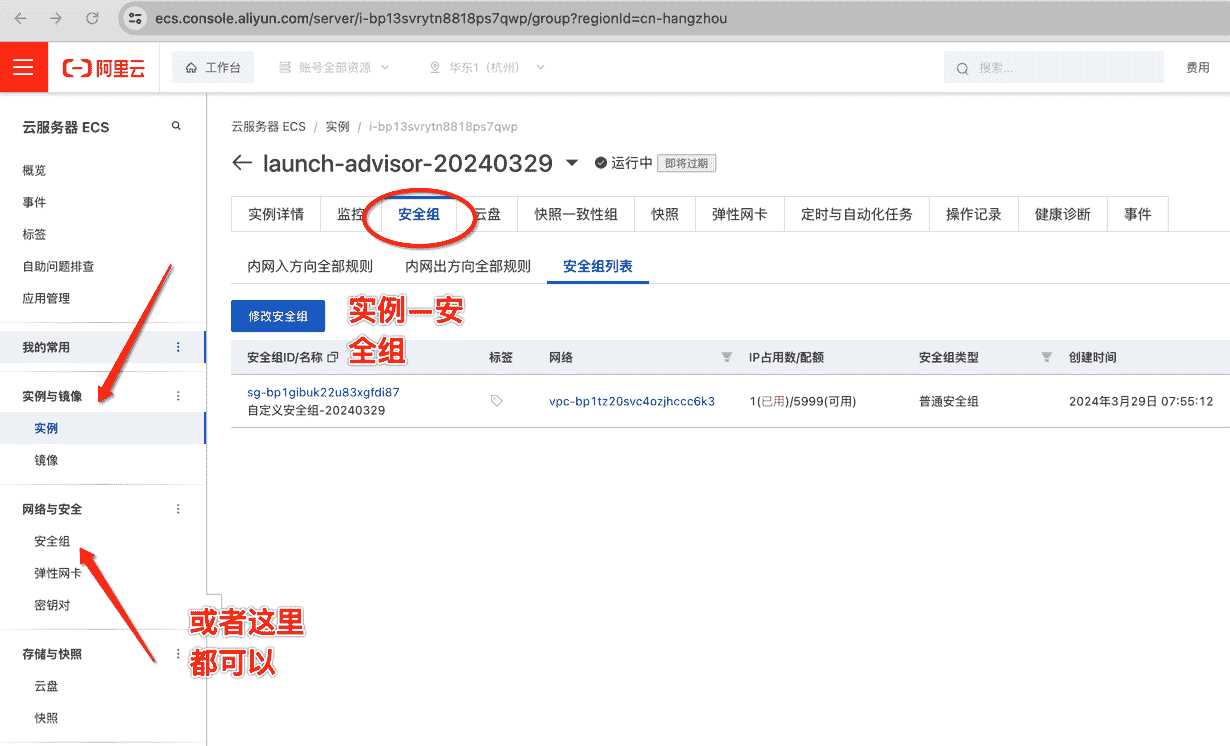 ecs.console.aliyun.com/server/i-bp13svrytn8818ps7qwp/group?regionId=cn-hangzhou
阿里云 工作台 账号全部资源 华东1（杭州） 搜索... 费用
云服务器 ECS
概览
事件
标签
自助问题排查
应用管理
我的常用
实例与镜像
实例
镜像
网络与安全
安全组
弹性网卡
密钥对
存储与快照
云盘
快照
云服务器 ECS / 实例 / i-bp13svrytn8818ps7qwp
launch-advisor-20240329 运行中 即将过期
实例详情 监控 安全组 云盘 快照一致性组 快照 弹性网卡 定时与自动化任务 操作记录 健康诊断 事件
内网入方向全部规则 内网出方向全部规则 安全组列表
修改安全组
实例—安
全组
安全组ID/名称 标签 网络 IP占用数/配额 安全组类型 创建时间
sg-bp1gibuk22u83xgfdi87
自定义安全组-20240329
vpc-bp1tz20svc4ozjhccc6k3 1(已用)/5999(可用) 普通安全组 2024年3月29日 07:55:12
或者这里
都可以